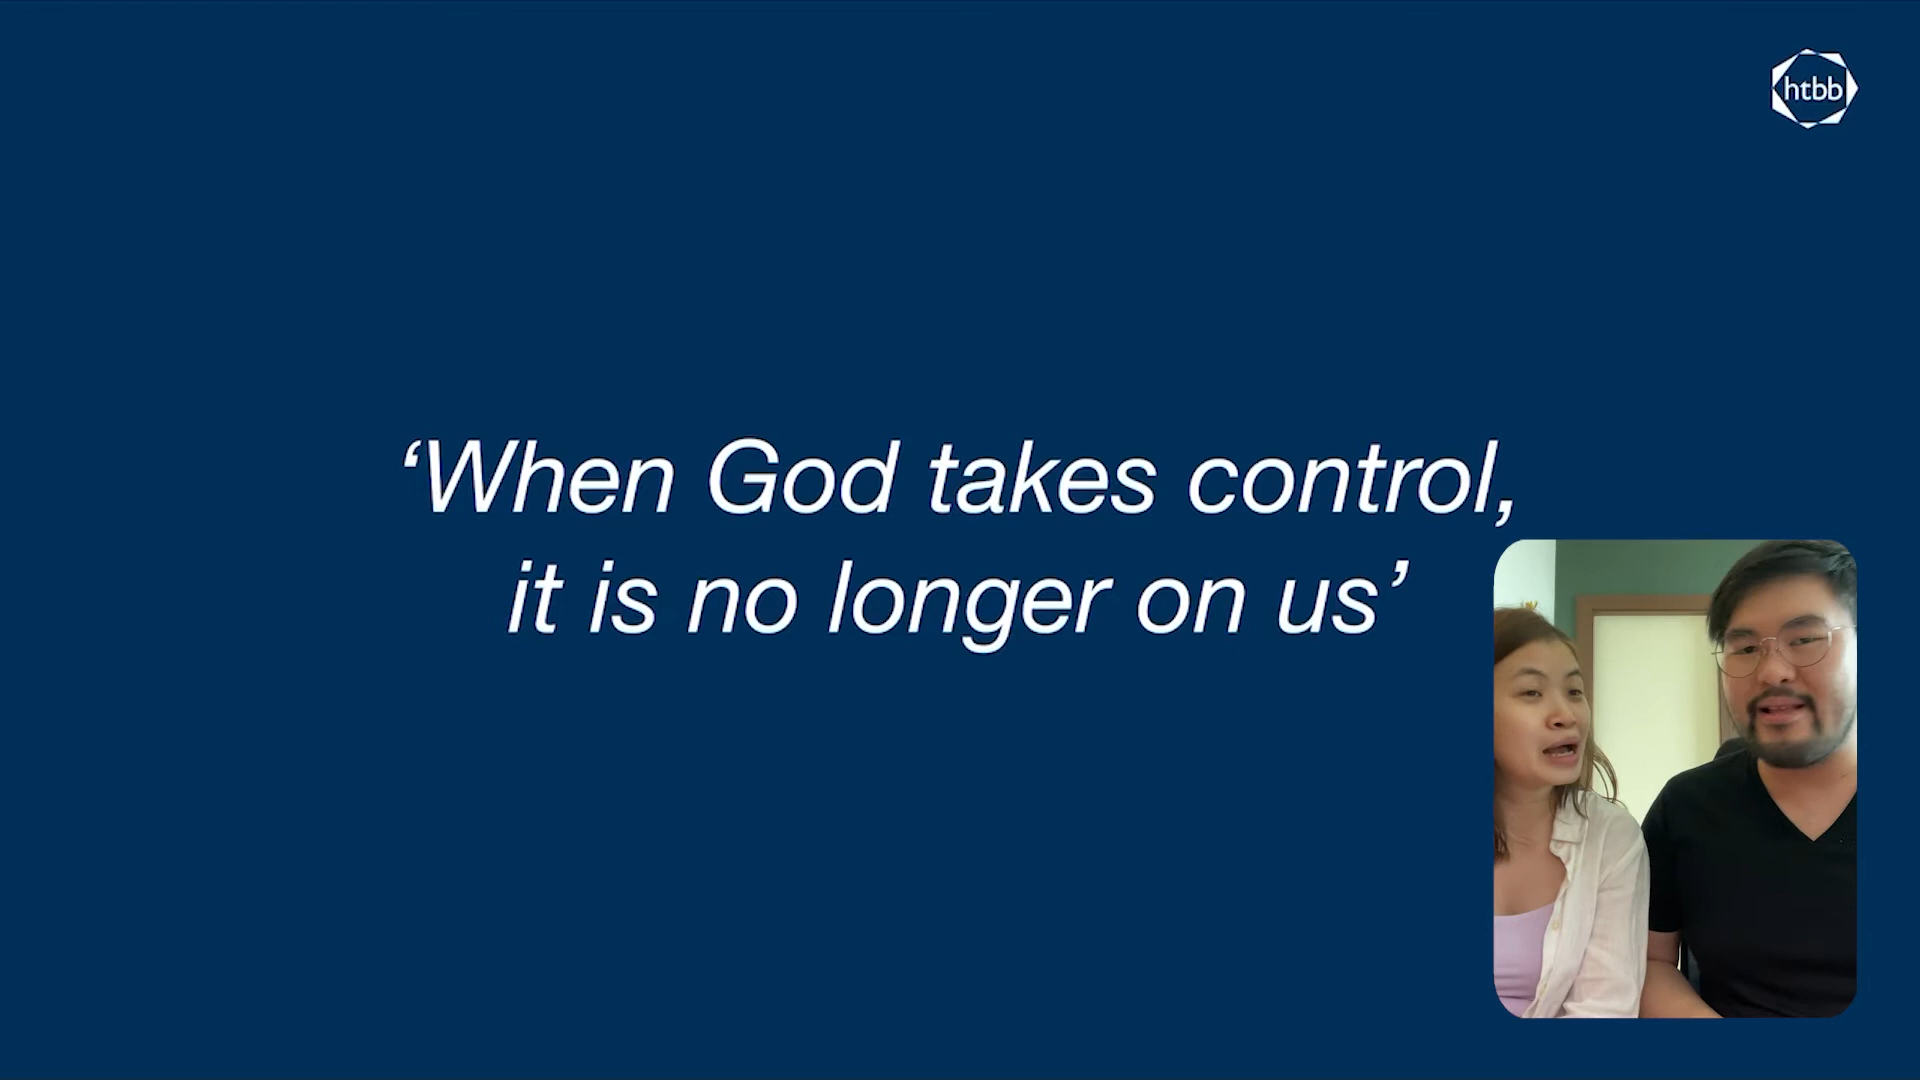 htbb
‘When God takes control,
it is no longer on us’